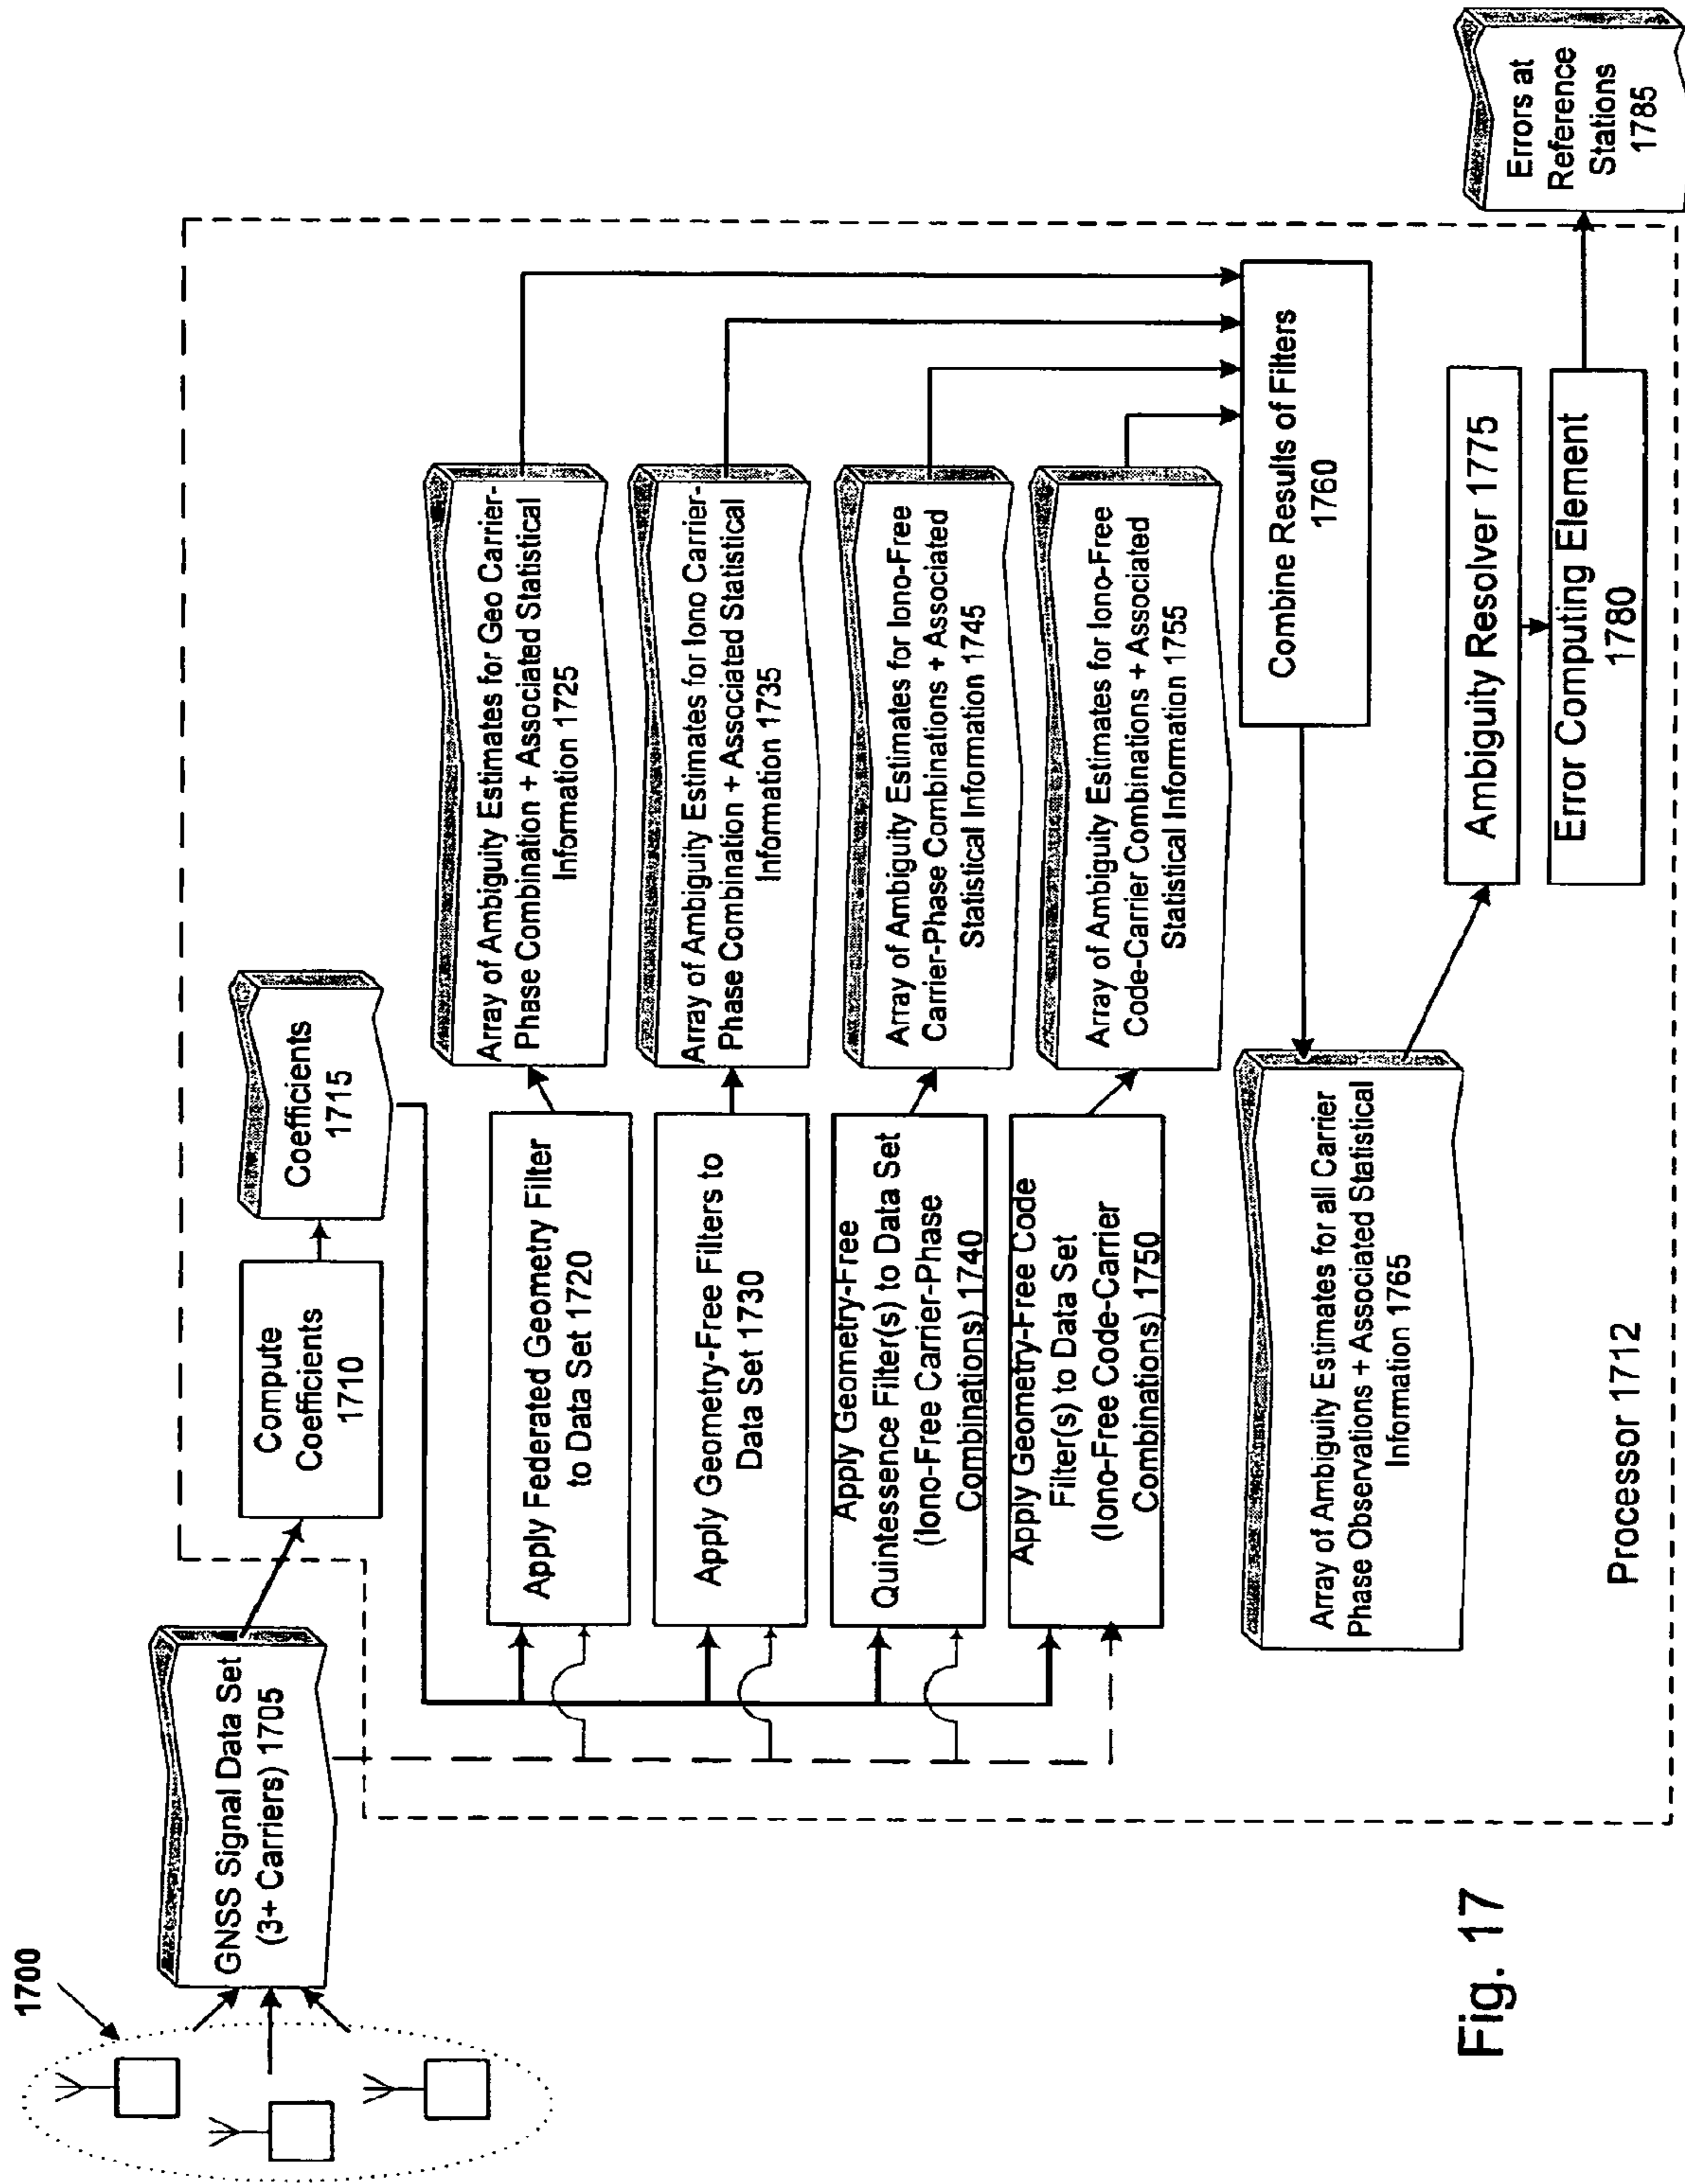 1700
GNSS Signal Data Set
(3+ Carriers) 1705
Compute
Coefficients
1710
Coefficients
1715
Apply Federated Geometry Filter
to Data Set 1720
Array of Ambiguity Estimates for Geo Carrier-
Phase Combination + Associated Statistical
Information 1725
Apply Geometry-Free Filters to
Data Set 1730
Array of Ambiguity Estimates for Iono Carrier-
Phase Combination + Associated Statistical
Information 1735
Apply Geometry-Free
Quintessence Filter(s) to Data Set
(Iono-Free Carrier-Phase
Combinations) 1740
Array of Ambiguity Estimates for Iono-Free
Carrier-Phase Combinations + Associated
Statistical Information 1745
Apply Geometry-Free Code
Filter(s) to Data Set
(Iono-Free Code-Carrier
Combinations) 1750
Array of Ambiguity Estimates for Iono-Free
Code-Carrier Combinations + Associated
Statistical Information 1755
Combine Results of Filters
1760
Array of Ambiguity Estimates for all Carrier
Phase Observations + Associated Statistical
Information 1765
Ambiguity Resolver 1775
Error Computing Element
1780
Errors at
Reference
Stations
1785
Processor 1712
Fig. 17